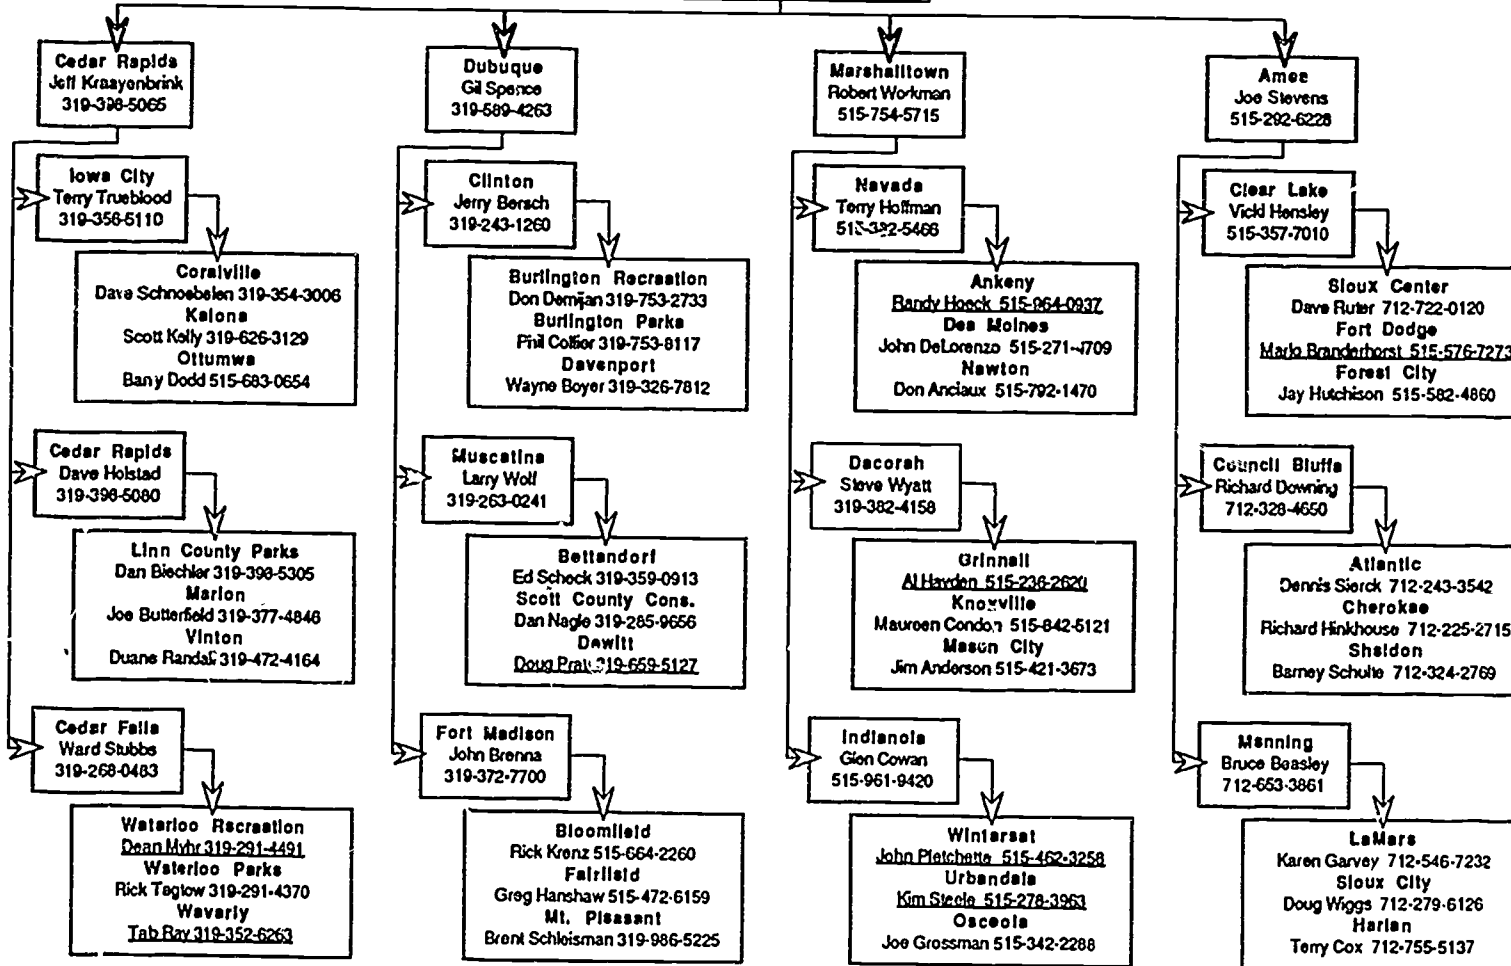 Cedar Rapids
Jeff Kraayenbrink
319-398-5065
Iowa City
Terry Trueblood
319-356-5110
Coralville
Dave Schnoebelen 319-354-3006
Kalona
Scott Kelly 319-626-3129
Ottumwa
Barry Dodd 515-683-0654
Cedar Rapids
Dave Holstad
319-398-5080
Linn County Parks
Dan Biechler 319-398-5305
Marion
Joe Butterfield 319-377-4846
Vinton
Duane Randall 319-472-4164
Cedar Falls
Ward Stubbs
319-268-0483
Waterloo Recreation
Dean Myhr 319-291-4491
Waterloo Parks
Rick Tagtow 319-291-4370
Waverly
Tab Ray 319-352-6263
Dubuque
Gil Spence
319-589-4263
Clinton
Jerry Bersch
319-243-1260
Burlington Recreation
Don Demijan 319-753-2733
Burlington Parks
Phil Collier 319-753-8117
Davenport
Wayne Boyer 319-326-7812
Muscatine
Larry Wolf
319-263-0241
Bettendorf
Ed Scheck 319-359-0913
Scott County Cons.
Dan Nagle 319-285-9656
Dewitt
Doug Pratt 319-659-5127
Fort Madison
John Brenna
319-372-7700
Bloomfield
Rick Krenz 515-664-2260
Fairfield
Greg Hanshaw 515-472-6159
Mt. Pleasant
Brent Schleisman 319-986-5225
Marshalltown
Robert Workman
515-754-5715
Nevada
Terry Hoffman
515-382-5466
Ankeny
Randy Hoeck 515-964-0937
Des Moines
John DeLorenzo 515-271-4709
Newton
Don Anciaux 515-792-1470
Decorah
Steve Wyatt
319-382-4158
Grinnell
Al Hayden 515-236-2620
Knoxville
Maureen Condon 515-842-5121
Mason City
Jim Anderson 515-421-3673
Indianola
Glen Cowan
515-961-9420
Winterset
John Pletchette 515-462-3258
Urbandale
Kim Steele 515-278-3963
Osceola
Joe Grossman 515-342-2288
Ames
Joe Stevens
515-292-6228
Clear Lake
Vicki Hensley
515-357-7010
Sioux Center
Dave Ruter 712-722-0120
Fort Dodge
Marlo Branderhorst 515-576-7273
Forest City
Jay Hutchison 515-582-4860
Council Bluffs
Richard Downing
712-328-4650
Atlantic
Dennis Sierck 712-243-3542
Cherokee
Richard Hinkhouse 712-225-2715
Sheldon
Barney Schulte 712-324-2769
Manning
Bruce Beasley
712-653-3861
LaMars
Karen Garvey 712-546-7232
Sioux City
Doug Wiggs 712-279-6126
Harlan
Terry Cox 712-755-5137